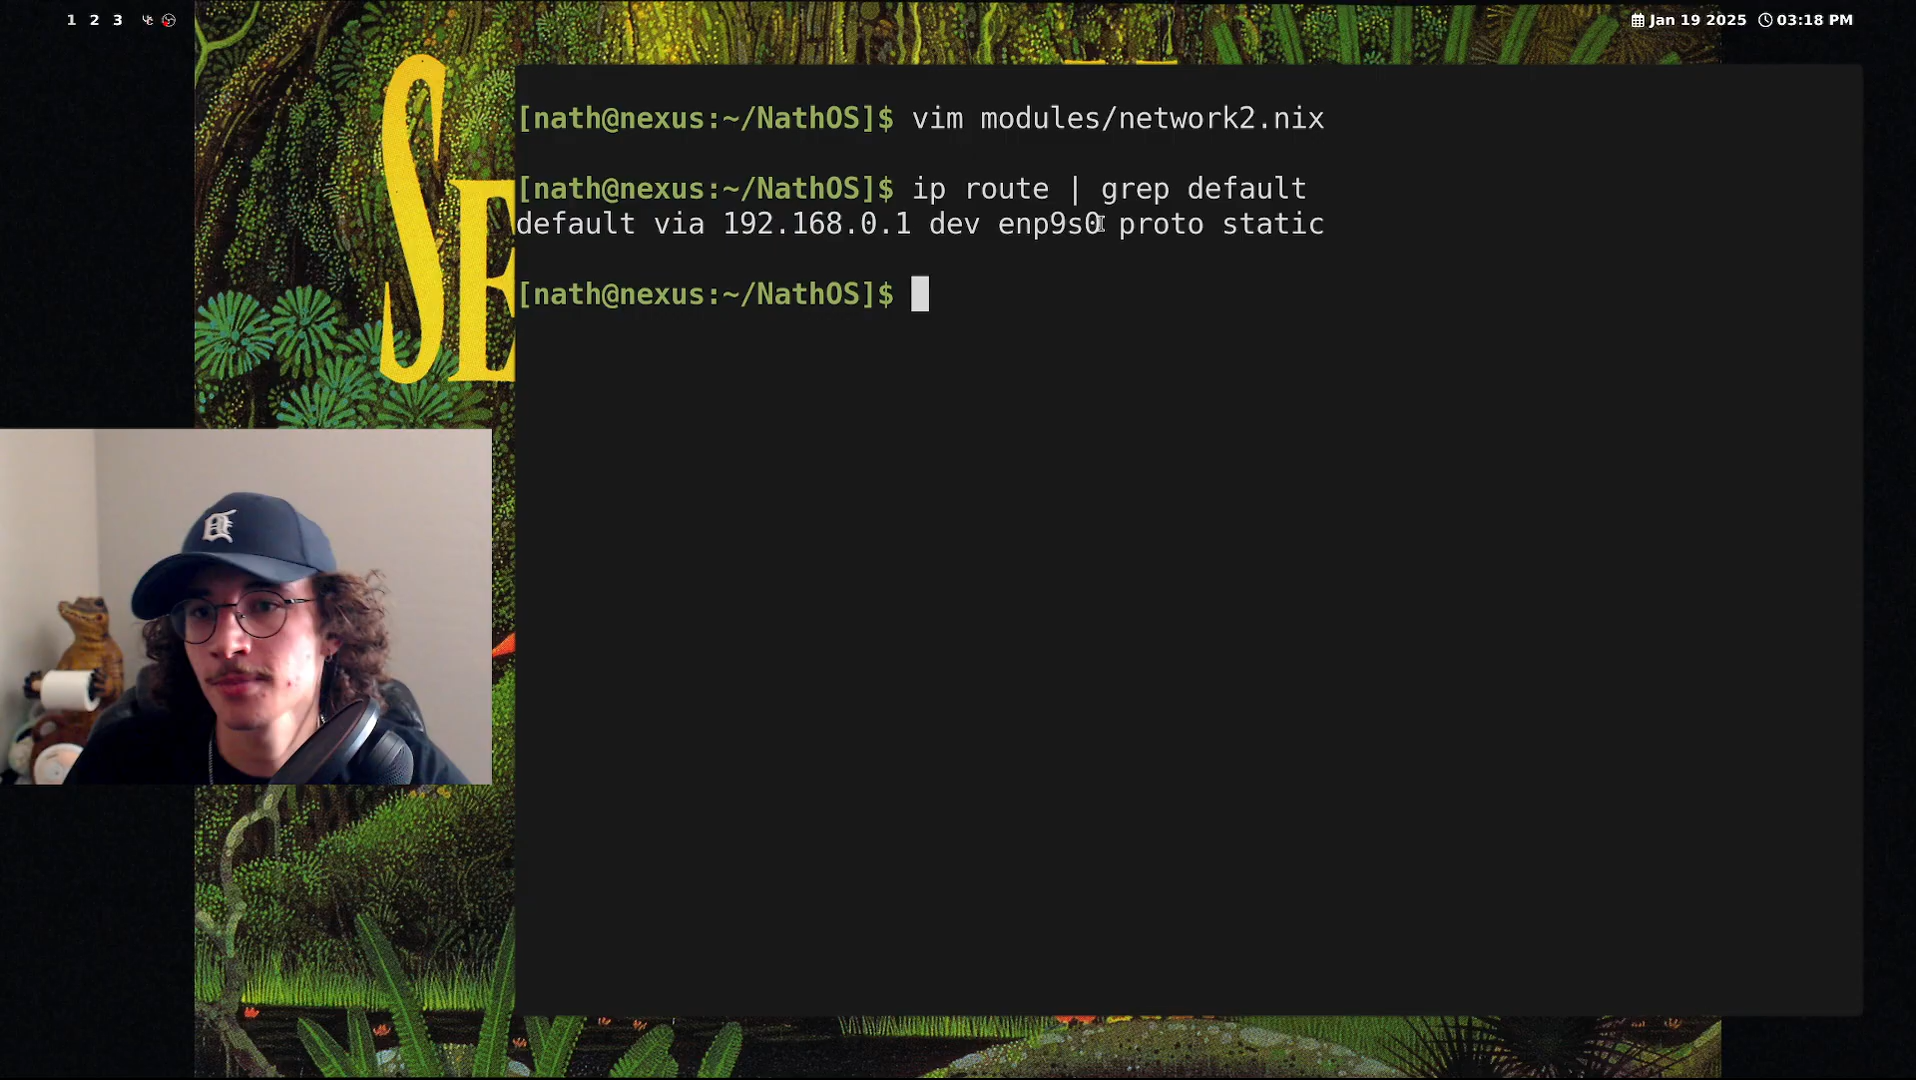 1 2 3
Jan 19 2025 03:18 PM
SE
[nath@nexus:~/NathOS]$ vim modules/network2.nix
[nath@nexus:~/NathOS]$ ip route | grep default
default via 192.168.0.1 dev enp9s0 proto static
[nath@nexus:~/NathOS]$
D